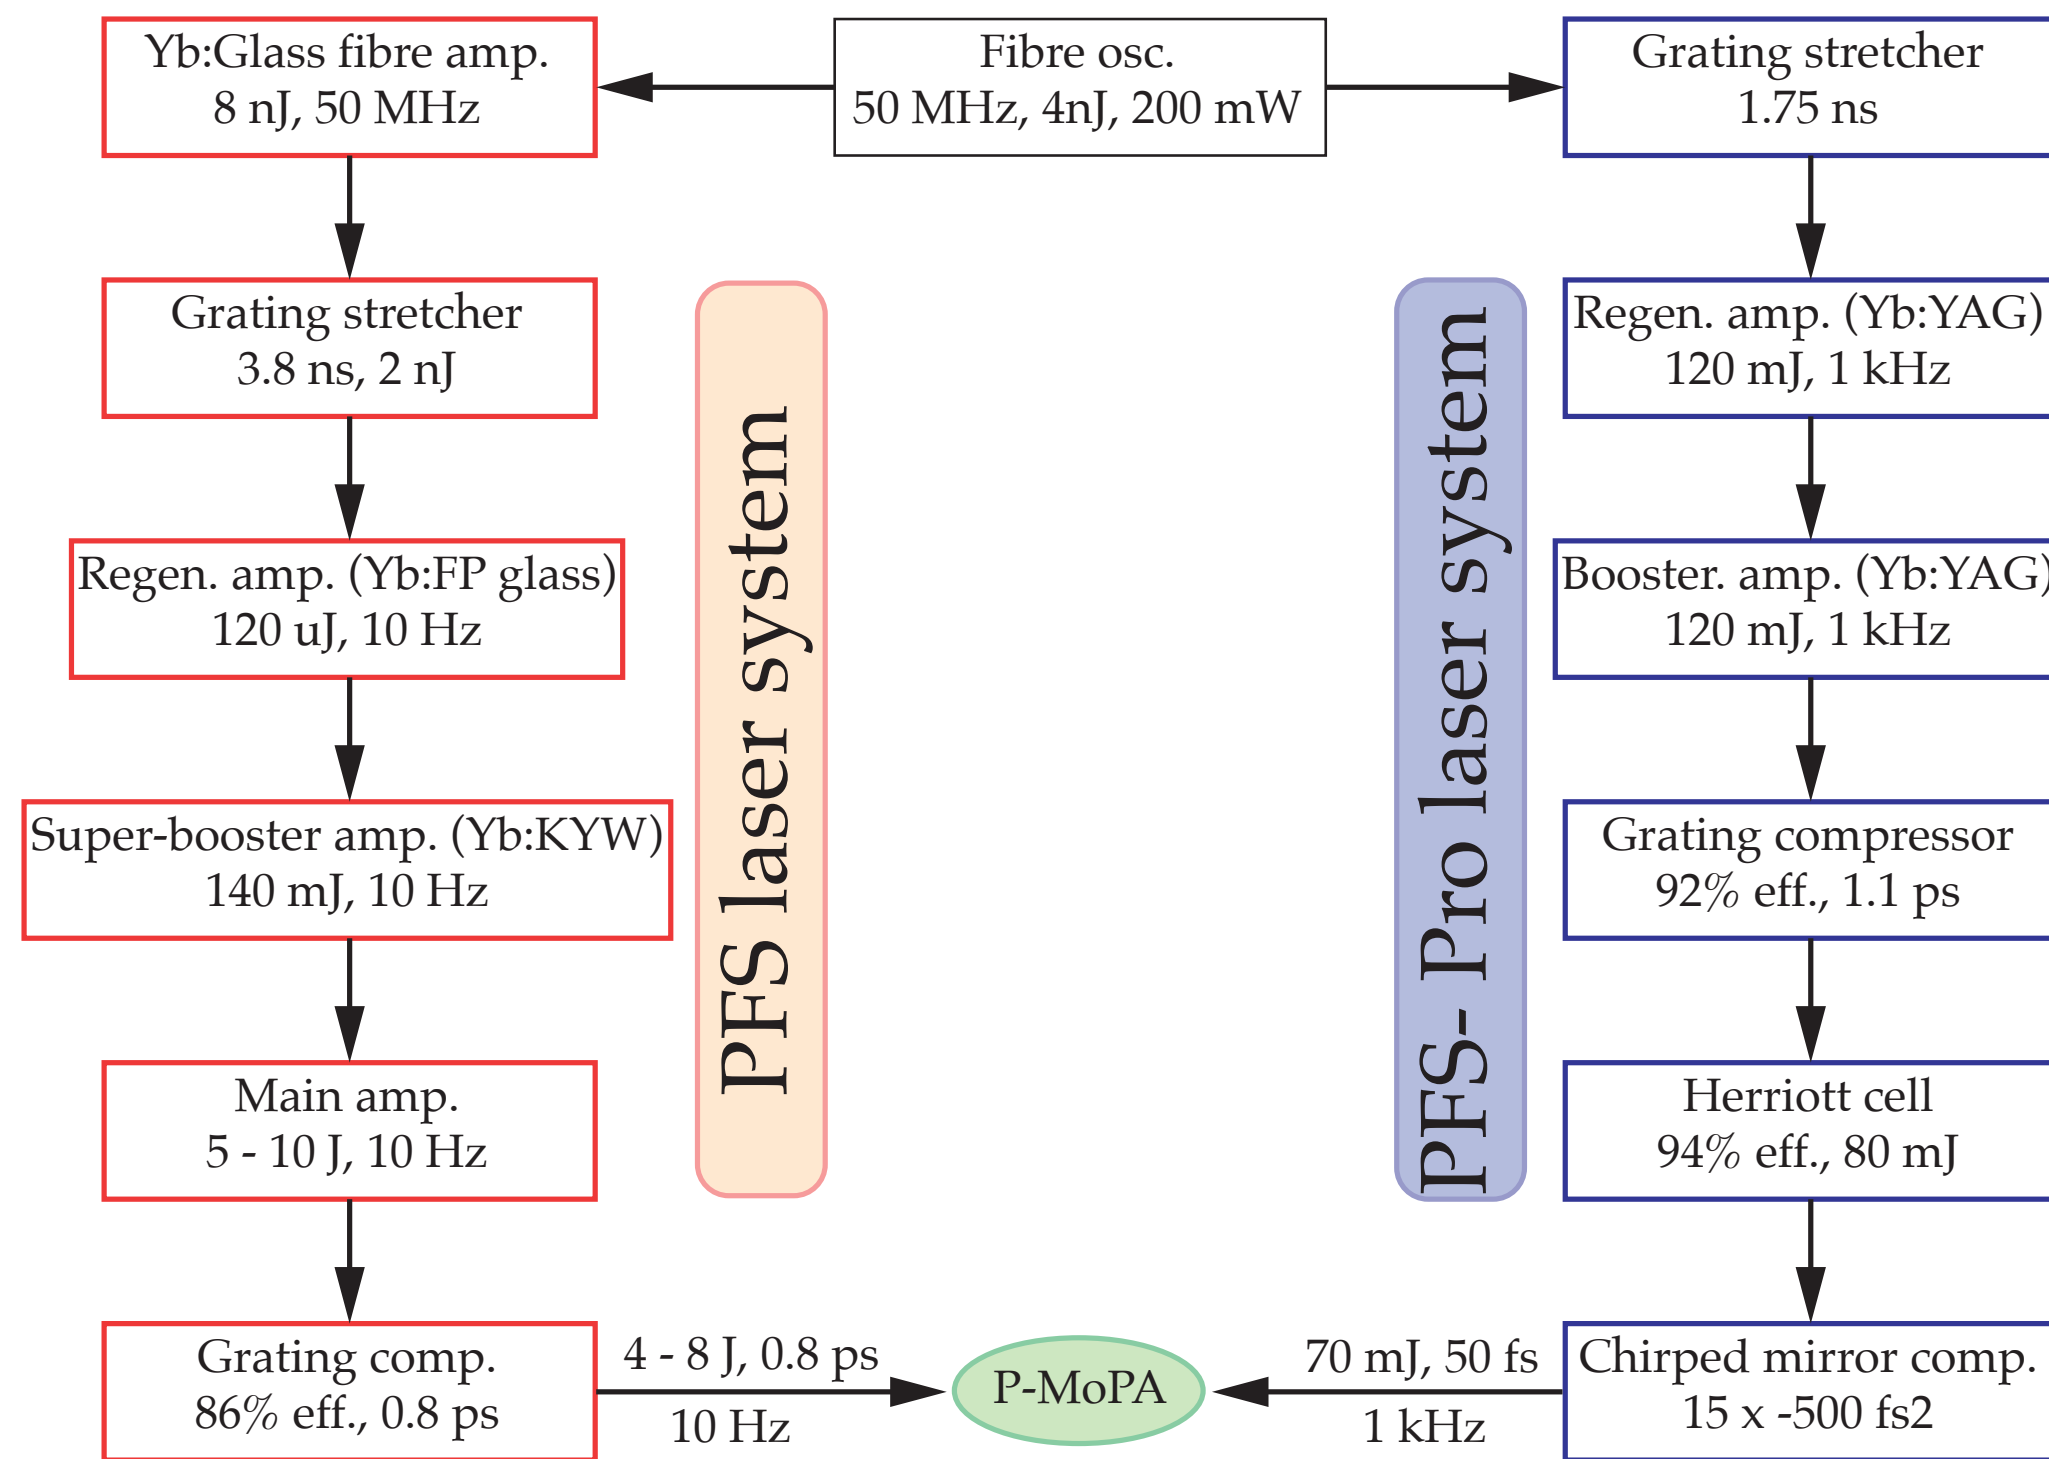 Yb:Glass fibre amp.
8 nJ, 50 MHz
Fibre osc.
50 MHz, 4nJ, 200 mW
Grating stretcher
1.75 ns
Grating stretcher
3.8 ns, 2 nJ
Regen. amp. (Yb:YAG)
120 mJ, 1 kHz
Regen. amp. (Yb:FP glass)
120 uJ, 10 Hz
Booster. amp. (Yb:YAG)
120 mJ, 1 kHz
Super-booster amp. (Yb:KYW)
140 mJ, 10 Hz
Grating compressor
92% eff., 1.1 ps
Main amp.
5 - 10 J, 10 Hz
Herriott cell
94% eff., 80 mJ
PFS laser system
PFS- Pro laser system
Grating comp.
86% eff., 0.8 ps
4 - 8 J, 0.8 ps
10 Hz
P-MoPA
70 mJ, 50 fs
1 kHz
Chirped mirror comp.
15 x -500 fs2